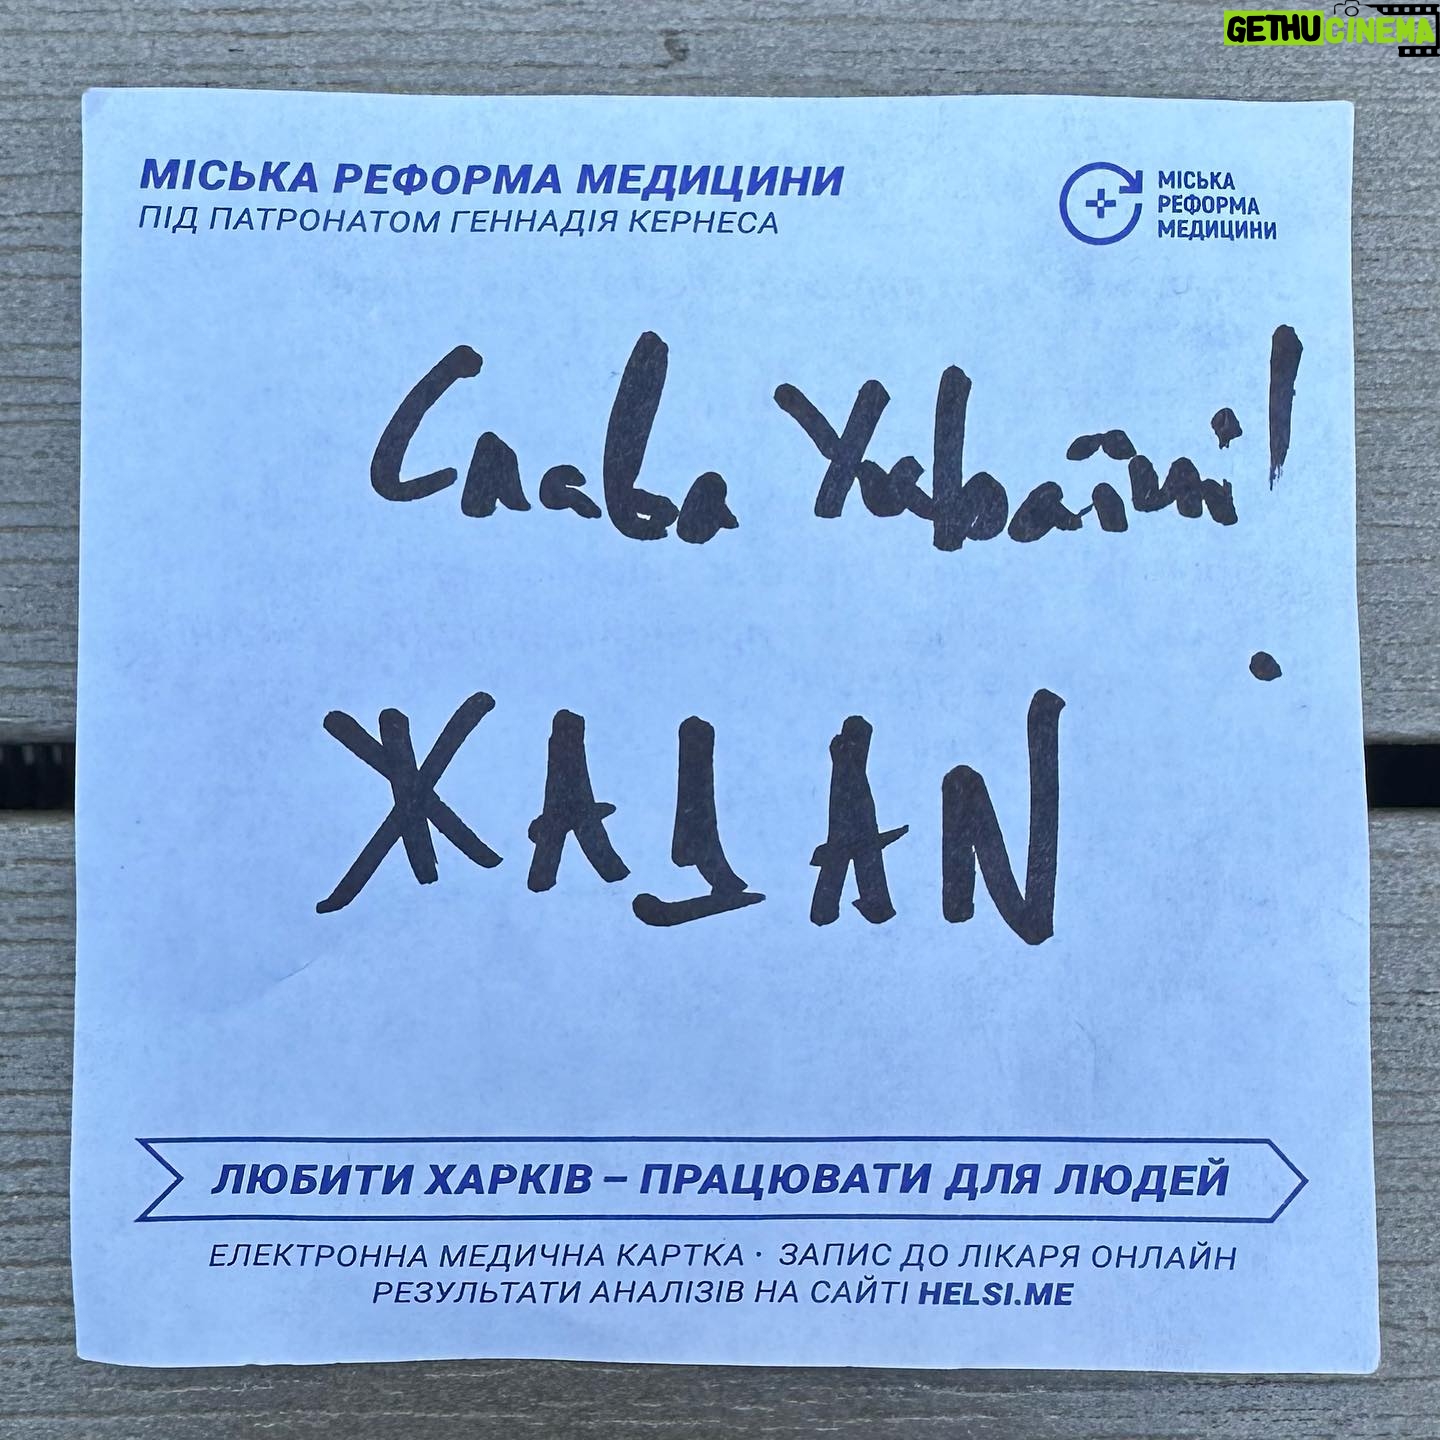 GETHU CINEMA
МІСЬКА РЕФОРМА МЕДИЦИНИ
ПІД ПАТРОНАТОМ ГЕННАДІЯ КЕРНЕСА
МІСЬКА
РЕФОРМА
МЕДИЦИНИ
Слава Україні!
ЖАДАN
ЛЮБИТИ ХАРКІВ – ПРАЦЮВАТИ ДЛЯ ЛЮДЕЙ
ЕЛЕКТРОННА МЕДИЧНА КАРТКА · ЗАПИС ДО ЛІКАРЯ ОНЛАЙН
РЕЗУЛЬТАТИ АНАЛІЗІВ НА САЙТІ HELSI.ME